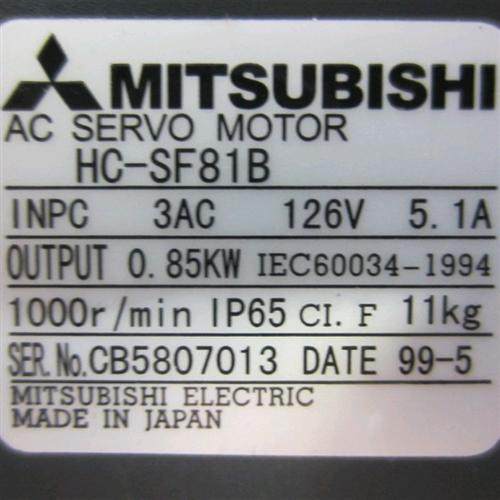 MITSUBISHI
AC SERVO MOTOR
HC-SF81B
INPC 3AC 126V 5.1A
OUTPUT 0.85KW IEC60034-1994
1000r/min IP65 CI. F 11kg
SER.No.CB5807013 DATE 99-5
MITSUBISHI ELECTRIC
MADE IN JAPAN